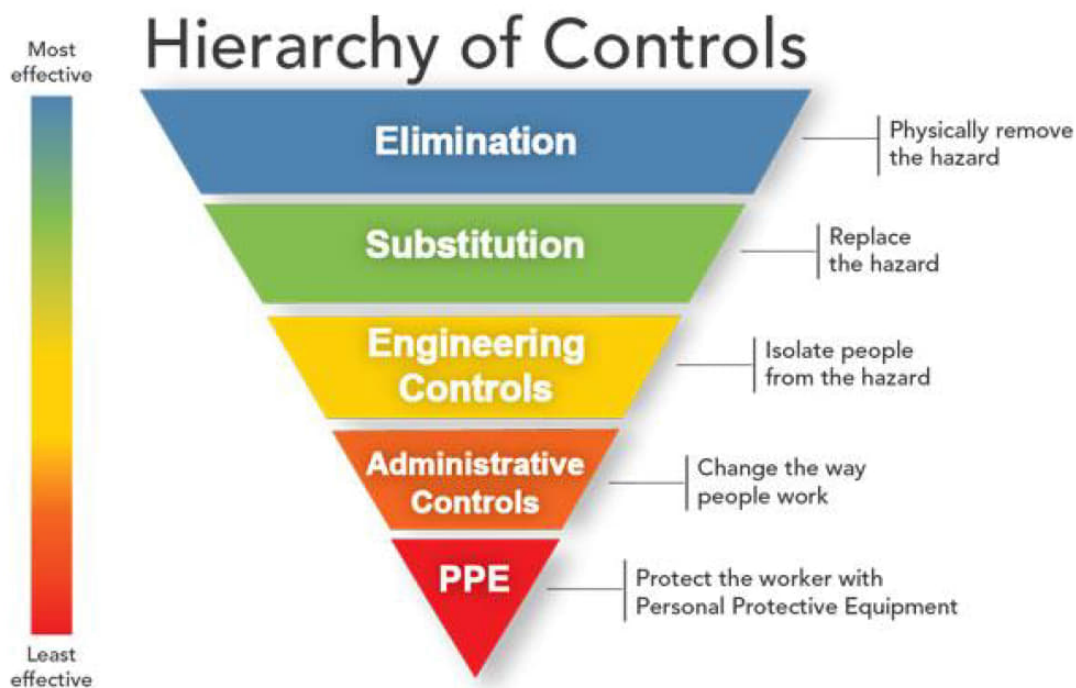 Hierarchy of Controls
Most
effective
Elimination
Physically remove
the hazard
Substitution
Replace
the hazard
Engineering
Controls
Isolate people
from the hazard
Administrative
Controls
Change the way
people work
PPE
Protect the worker with
Personal Protective Equipment
Least
effective